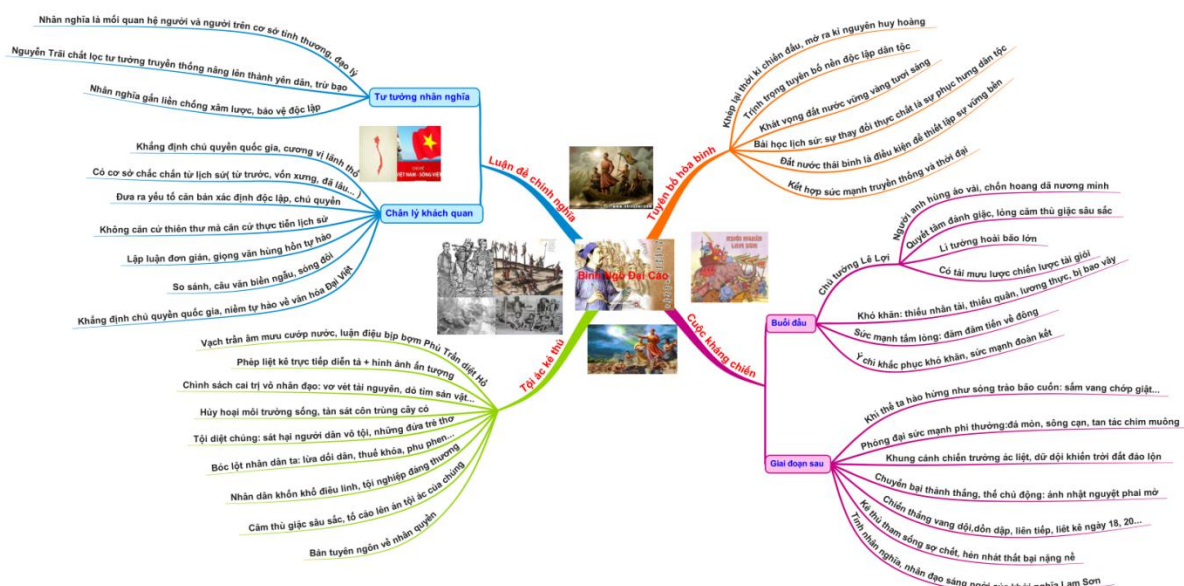 Bình Ngô Đại Cáo
Luận đề chính nghĩa
Tư tưởng nhân nghĩa
Nhân nghĩa là mối quan hệ người và người trên cơ sở tình thương, đạo lý
Nguyễn Trãi chắt lọc tư tưởng truyền thống nâng lên thành yên dân, trừ bạo
Nhân nghĩa gắn liền chống xâm lược, bảo vệ độc lập
Chân lý khách quan
Khẳng định chủ quyền quốc gia, cương vị lãnh thổ
Có cơ sở chắc chắn từ lịch sử( từ trước, vốn xưng, đã lâu... )
Đưa ra yếu tố căn bản xác định độc lập, chủ quyền
Không căn cứ thiên thư mà căn cứ thực tiễn lịch sử
Lập luận đơn giản, giọng văn hùng hồn tự hào
So sánh, câu văn biền ngẫu, sóng đôi
Khẳng định chủ quyền quốc gia, niềm tự hào về văn hóa Đại Việt
Tội ác kẻ thù
Vạch trần âm mưu cướp nước, luận điệu bịp bợm Phù Trần diệt Hồ
Phép liệt kê trực tiếp diễn tả + hình ảnh ấn tượng
Chính sách cai trị vô nhân đạo: vơ vét tài nguyên, dò tìm sản vật...
Hủy hoại môi trường sống, tàn sát côn trùng cây cỏ
Tội diệt chủng: sát hại người dân vô tội, những đứa trẻ thơ
Bóc lột nhân dân ta: lừa dối dân, thuế khóa, phu phen...
Nhân dân khốn khổ điêu linh, tội nghiệp đáng thương
Căm thù giặc sâu sắc, tố cáo lên án tội ác của chúng
Bản tuyên ngôn về nhân quyền
Tuyên bố hòa bình
Khép lại thời kì chiến đấu, mở ra kỉ nguyên huy hoàng
Trịnh trọng tuyên bố nền độc lập dân tộc
Khát vọng đất nước vững vàng tươi sáng
Bài học lịch sử: sự thay đổi thực chất là sự phục hưng dân tộc
Đất nước thái bình là điều kiện để thiết lập sự vững bền
Kết hợp sức mạnh truyền thống và thời đại
Cuộc kháng chiến
Buổi đầu
Chủ tướng Lê Lợi
Người anh hùng áo vải, chốn hoang dã nương mình
Quyết tâm đánh giặc, lòng căm thù giặc sâu sắc
Lí tưởng hoài bão lớn
Có tài mưu lược chiến lược tài giỏi
Khó khăn: thiếu nhân tài, thiếu quân, lương thực, bị bao vây
Sức mạnh tấm lòng: đăm đăm tiến về đông
Ý chí khắc phục khó khăn, sức mạnh đoàn kết
Giai đoạn sau
Khí thế ta hào hứng như sóng trào bão cuốn: sấm vang chớp giật...
Phóng đại sức mạnh phi thường:đá mòn, sông cạn, tan tác chim muông
Khung cảnh chiến trường ác liệt, dữ dội khiến trời đất đảo lộn
Chuyển bại thành thắng, thế chủ động: ánh nhật nguyệt phai mờ
Chiến thắng vang dội,dồn dập, liên tiếp, liệt kê ngày 18, 20...
Kẻ thù tham sống sợ chết, hèn nhát thất bại nặng nề
Tính nhân nghĩa, nhân đạo sáng ngời của khởi nghĩa Lam Sơn